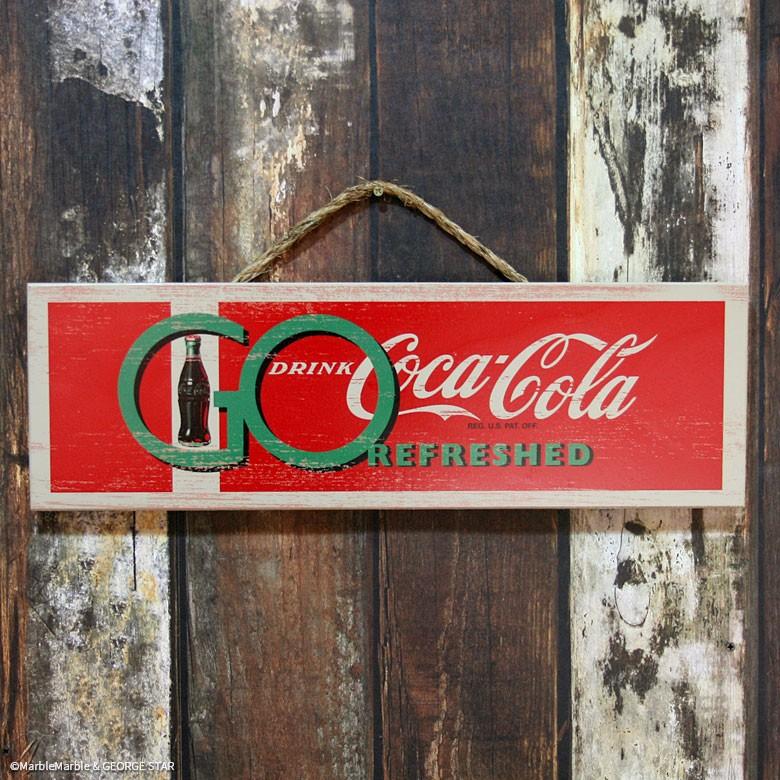 GO
DRINK Coca-Cola
REG. U.S. PAT. OFF.
REFRESHED
©MarbleMarble & GEORGE STAR